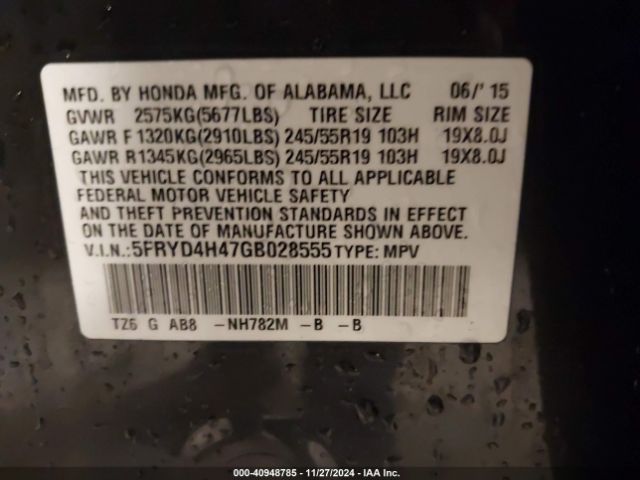 MFD. BY HONDA MFG. OF ALABAMA, LLC 06/' 15
GVWR 2575KG(5677LBS) TIRE SIZE RIM SIZE
GAWR F 1320KG(2910LBS) 245/55R19 103H 19X8.0J
GAWR R1345KG(2965LBS) 245/55R19 103H 19X8.0J
THIS VEHICLE CONFORMS TO ALL APPLICABLE
FEDERAL MOTOR VEHICLE SAFETY
AND THEFT PREVENTION STANDARDS IN EFFECT
ON THE DATE OF MANUFACTURE SHOWN ABOVE.
V.I.N.:5FRYD4H47GB028555TYPE: MPV
TZ6 G AB8 -NH782M -B -B
000-40948785 - 11/27/2024 - IAA Inc.